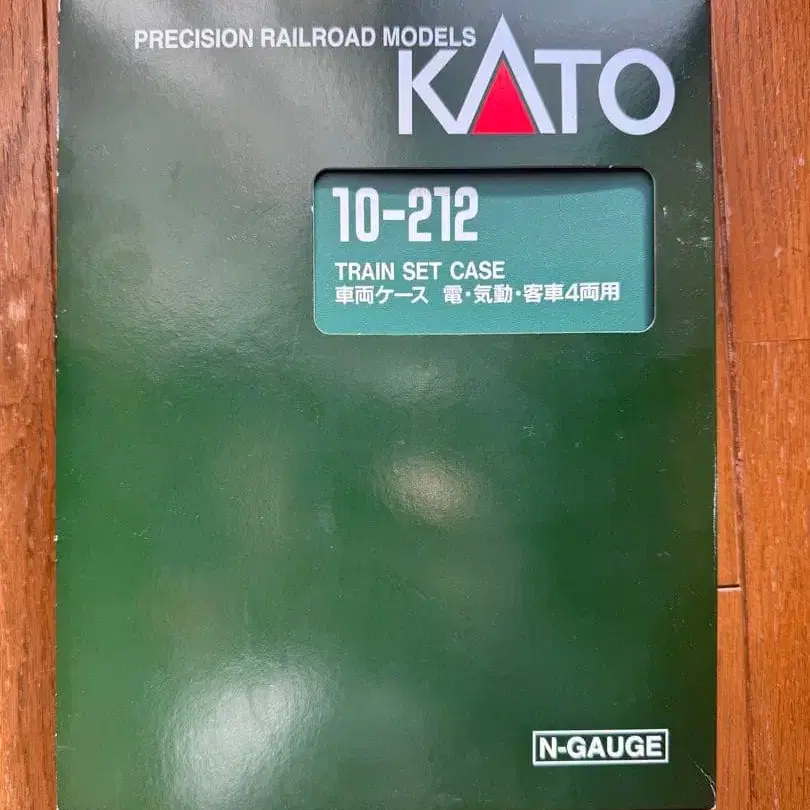 PRECISION RAILROAD MODELS
KATO
10-212
TRAIN SET CASE
車両ケース 電・気動・客車4両用
N-GAUGE